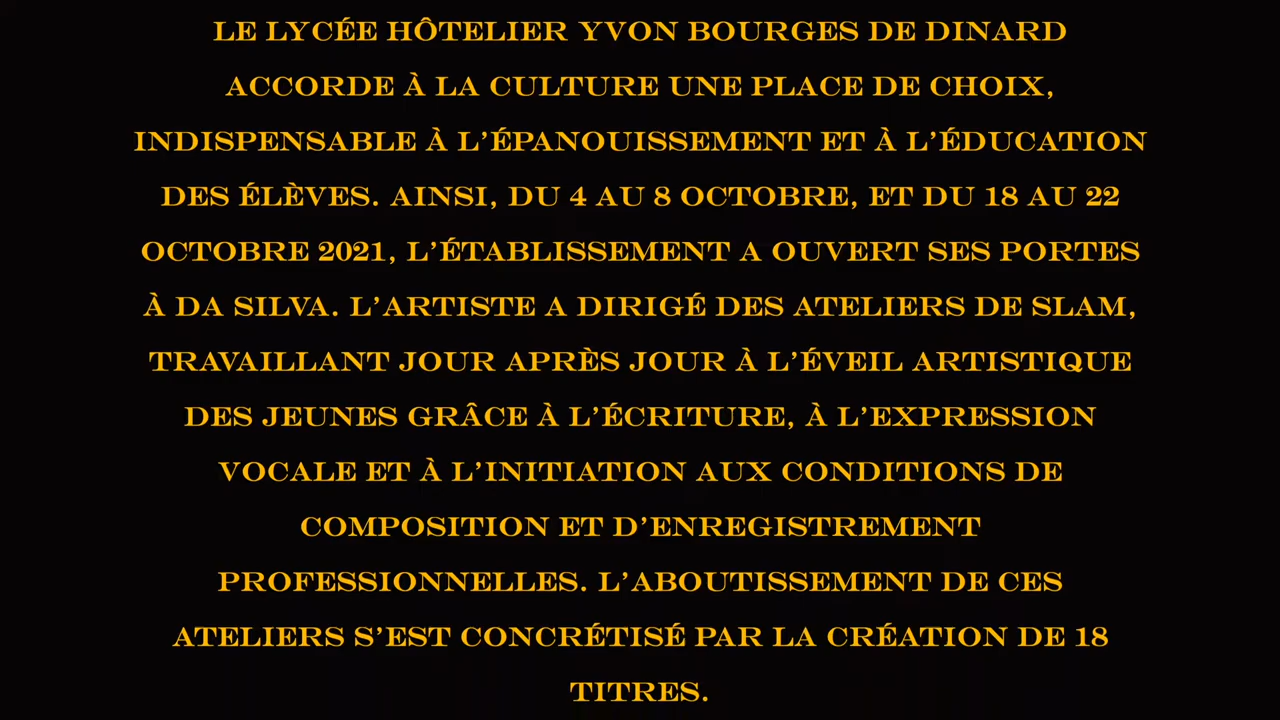 LE LYCÉE HÔTELIER YVON BOURGES DE DINARD
ACCORDE À LA CULTURE UNE PLACE DE CHOIX,
INDISPENSABLE À L'ÉPANOUISSEMENT ET À L'ÉDUCATION
DES ÉLÈVES. AINSI, DU 4 AU 8 OCTOBRE, ET DU 18 AU 22
OCTOBRE 2021, L'ÉTABLISSEMENT A OUVERT SES PORTES
À DA SILVA. L'ARTISTE A DIRIGÉ DES ATELIERS DE SLAM,
TRAVAILLANT JOUR APRÈS JOUR À L'ÉVEIL ARTISTIQUE
DES JEUNES GRÂCE À L'ÉCRITURE, À L'EXPRESSION
VOCALE ET À L'INITIATION AUX CONDITIONS DE
COMPOSITION ET D'ENREGISTREMENT
PROFESSIONNELLES. L'ABOUTISSEMENT DE CES
ATELIERS S'EST CONCRÉTISÉ PAR LA CRÉATION DE 18
TITRES.